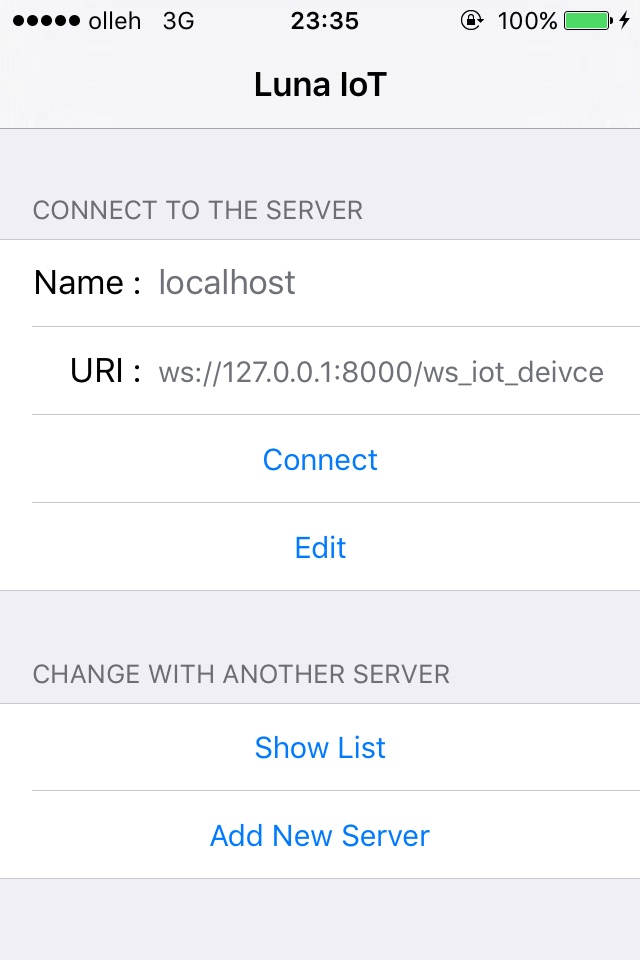 olleh 3G 23:35 100%
Luna IoT
CONNECT TO THE SERVER
Name : localhost
URI : ws://127.0.0.1:8000/ws_iot_deivce
Connect
Edit
CHANGE WITH ANOTHER SERVER
Show List
Add New Server